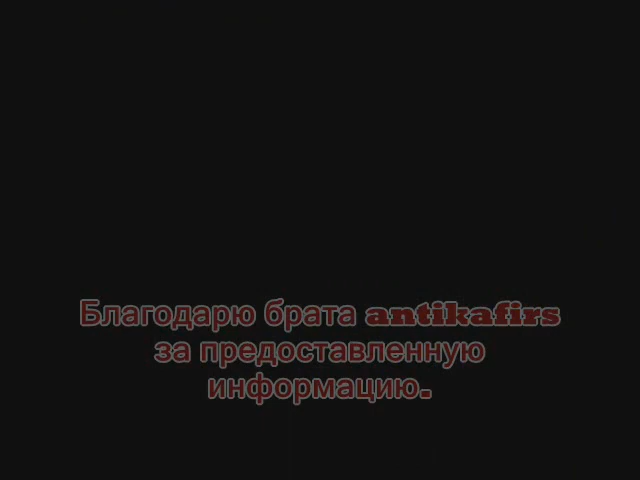 Благодарю брата antikafirs
за предоставленную
информацию.